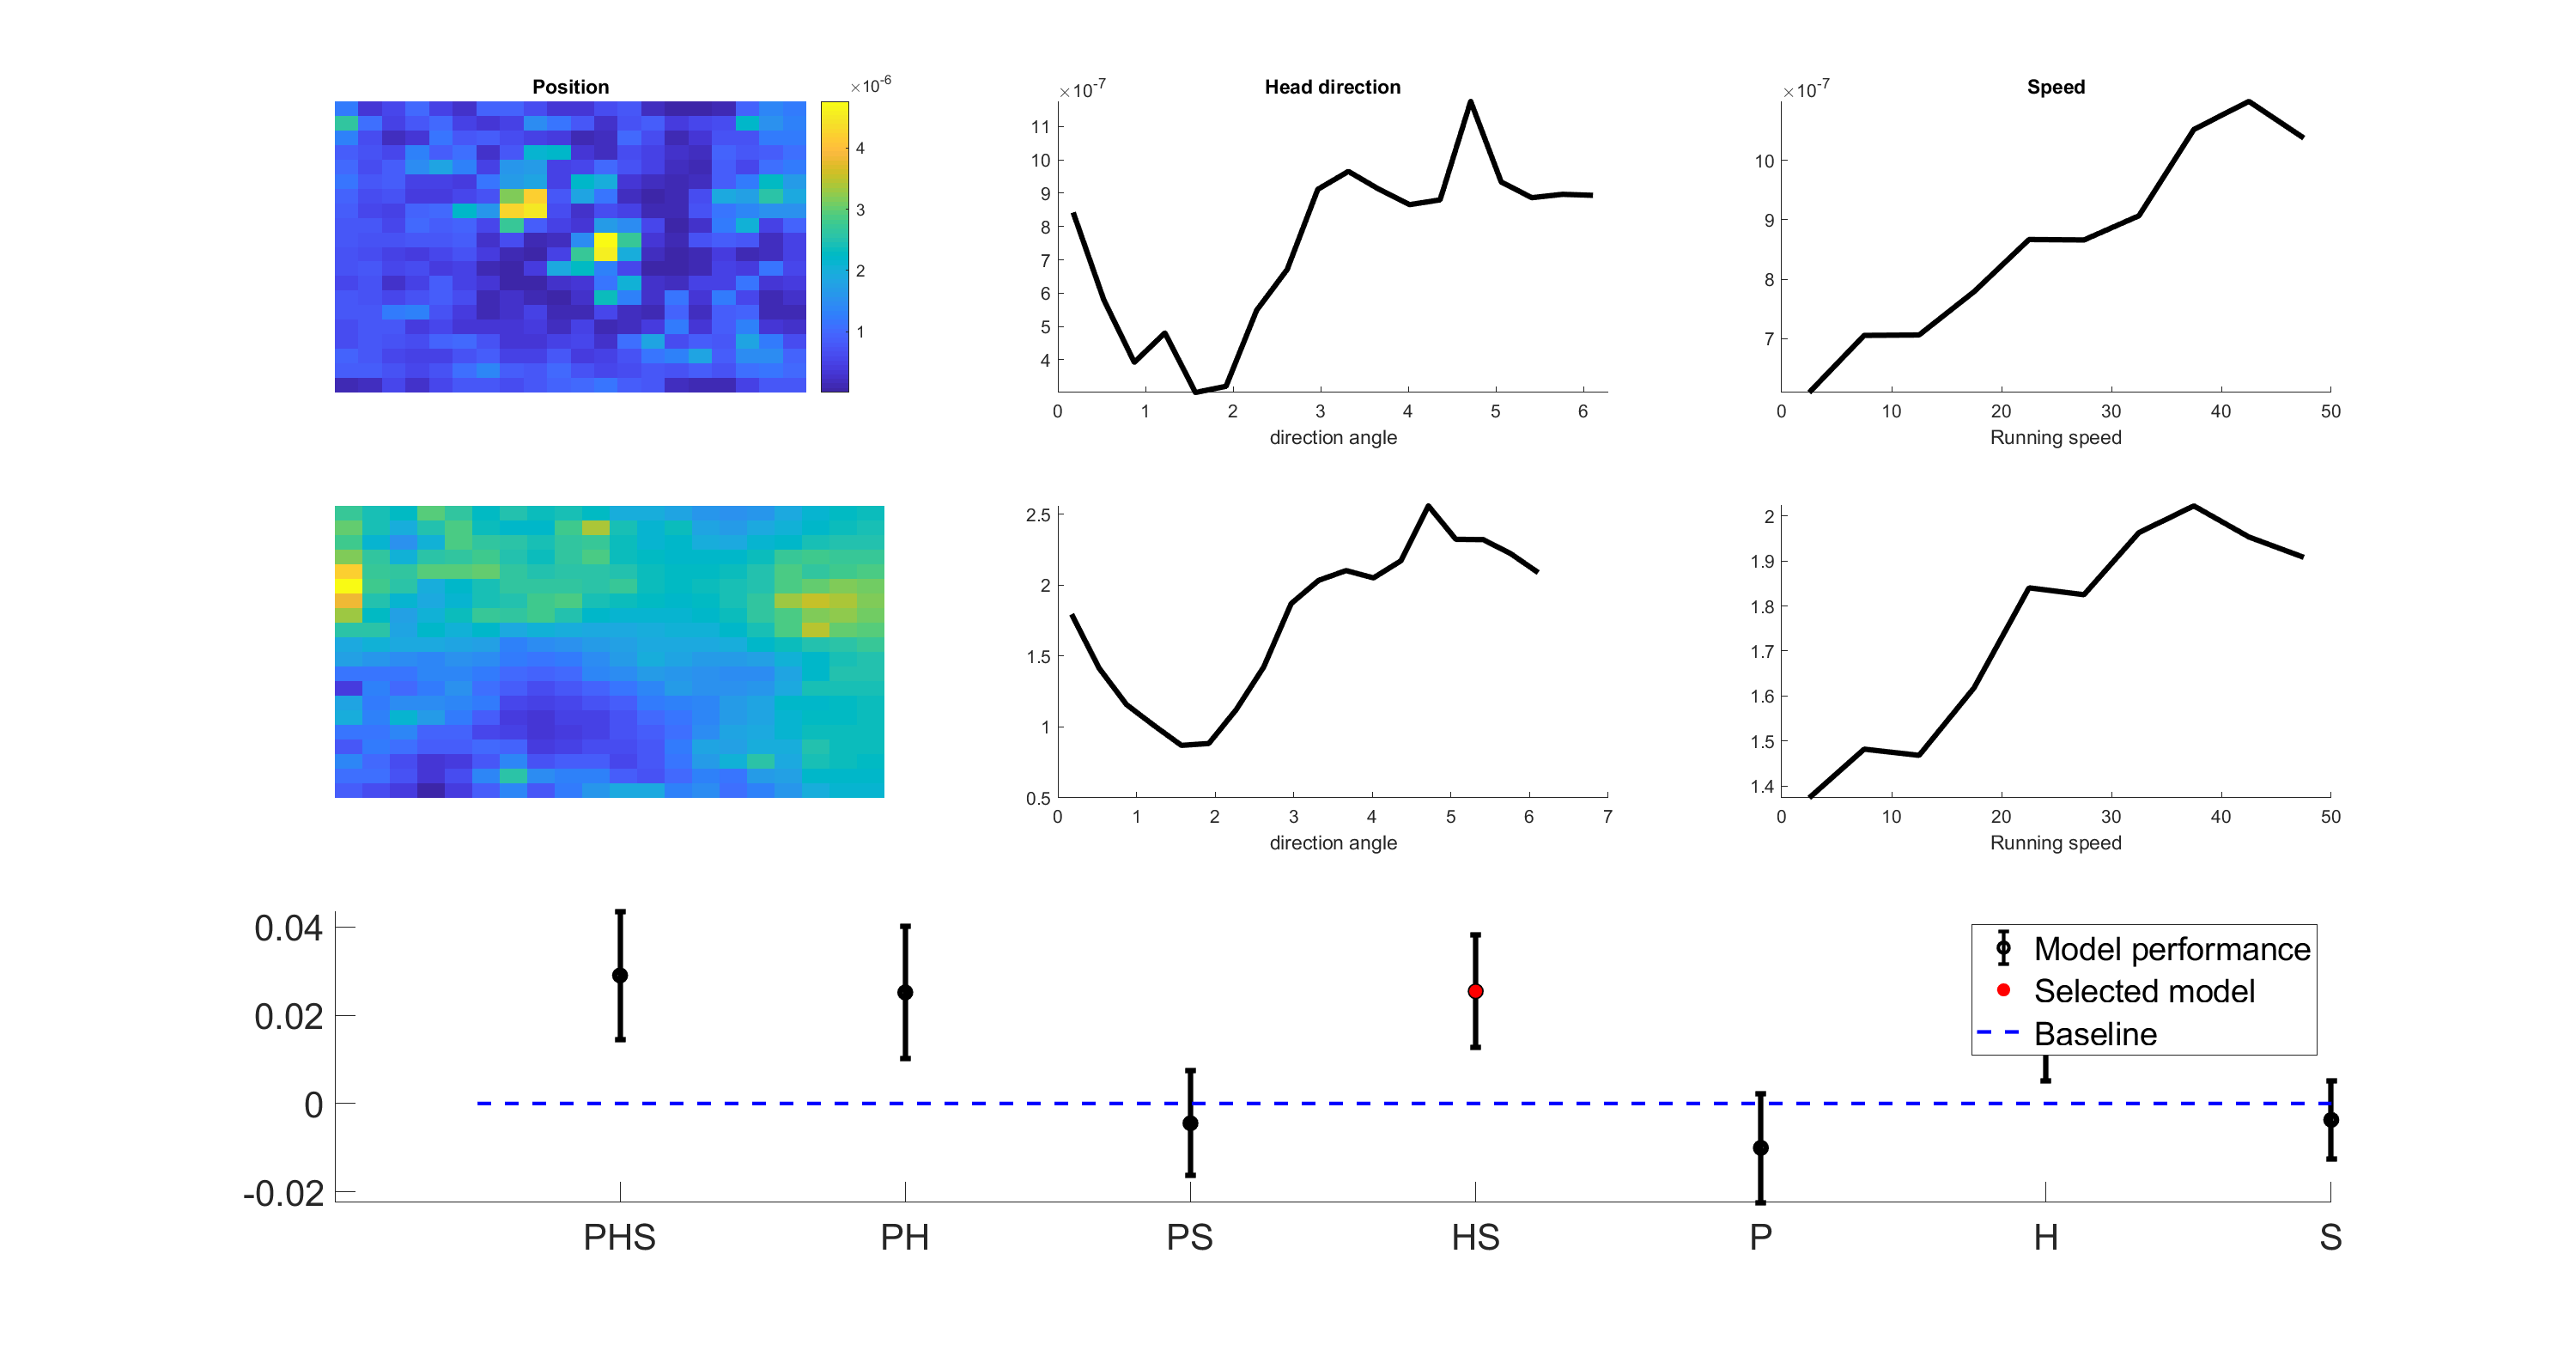 Position
×10-6
4
3
2
1
Head direction
×10-7
11
10
9
8
7
6
5
4
0 1 2 3 4 5 6
direction angle
Speed
×10-7
10
9
8
7
0 10 20 30 40 50
Running speed
2.5
2
1.5
1
0.5
0 1 2 3 4 5 6 7
direction angle
2
1.9
1.8
1.7
1.6
1.5
1.4
0 10 20 30 40 50
Running speed
0.04
0.02
0
-0.02
PHS PH PS HS P H S
Model performance
Selected model
Baseline